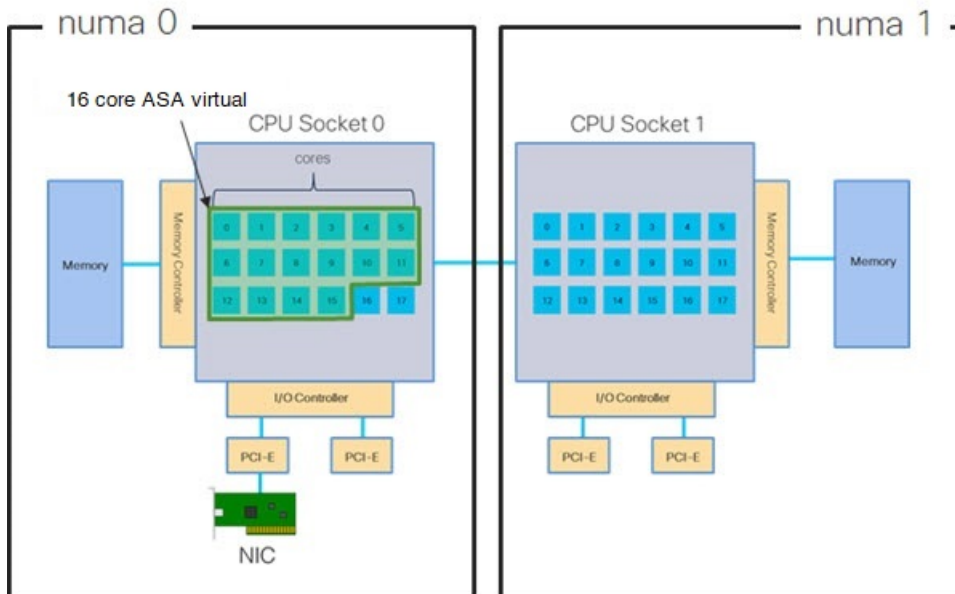 numa 0
numa 1
16 core ASA virtual
CPU Socket 0
CPU Socket 1
cores
0 1 2 3 4 5
0 1 2 3 4 5
Memory
Memory Controller
6 7 8 9 10 11
6 7 8 9 10 11
Memory Controller
Memory
12 13 14 15 16 17
12 13 14 15 16 17
I/O Controller
I/O Controller
PCI-E
PCI-E
PCI-E
PCI-E
NIC